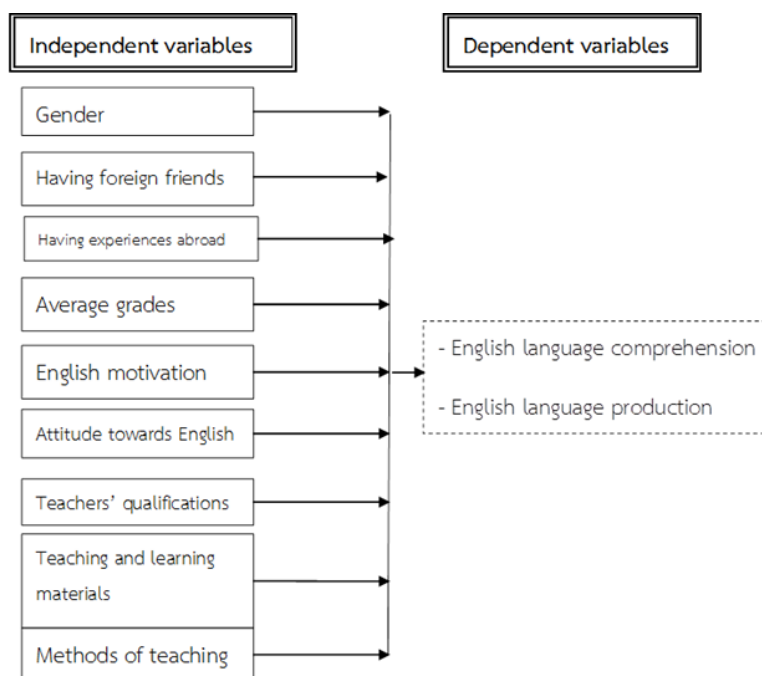 Independent variables
Dependent variables
Gender
Having foreign friends
Having experiences abroad
Average grades
English motivation
Attitude towards English
Teachers’ qualifications
Teaching and learning
materials
Methods of teaching
- English language comprehension
- English language production